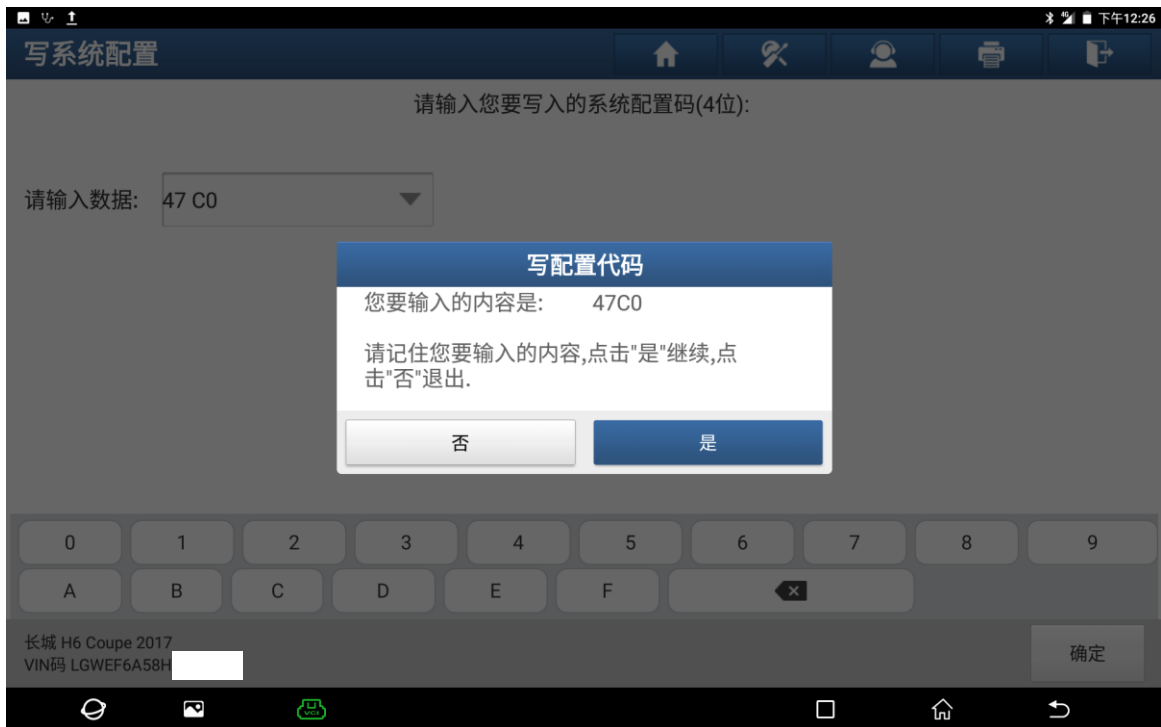 4G 下午12:26
写系统配置
请输入您要写入的系统配置码(4位):
请输入数据: 47 C0
写配置代码
您要输入的内容是: 47C0
请记住您要输入的内容,点击"是"继续,点
击"否"退出.
否 是
0 1 2 3 4 5 6 7 8 9
A B C D E F
长城 H6 Coupe 2017
VIN码 LGWEF6A58H
确定
VCI